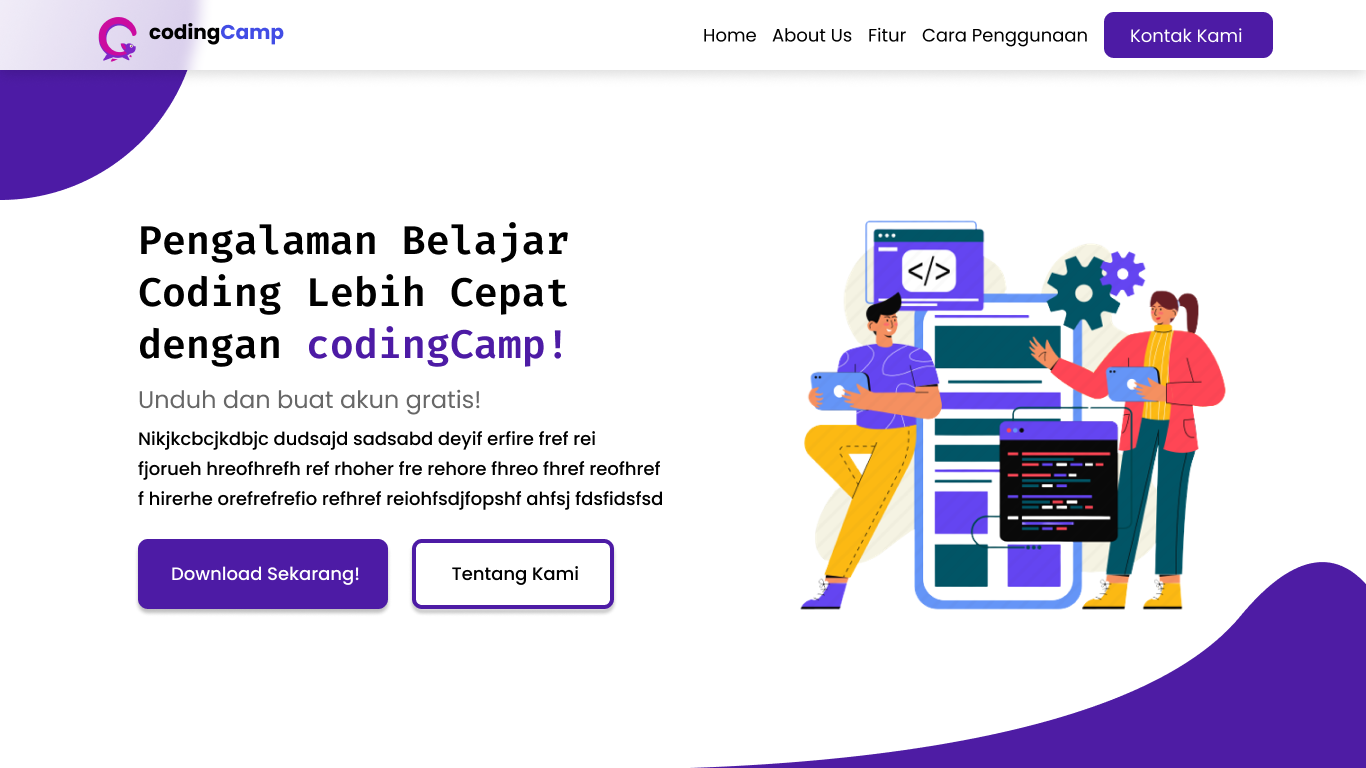 codingCamp
Home About Us Fitur Cara Penggunaan Kontak Kami
Pengalaman Belajar
Coding Lebih Cepat
dengan codingCamp!
Unduh dan buat akun gratis!
Nikjkcbcjkdbjc dudsajd sadsabd deyif erfire fref rei
fjorueh hreofhrefh ref rhoher fre rehore fhreo fhref reofhref
f hirerhe orefrefrefio refhref reiohfsdjfopshf ahfsj fdsfidsfsd
Download Sekarang! Tentang Kami
</>